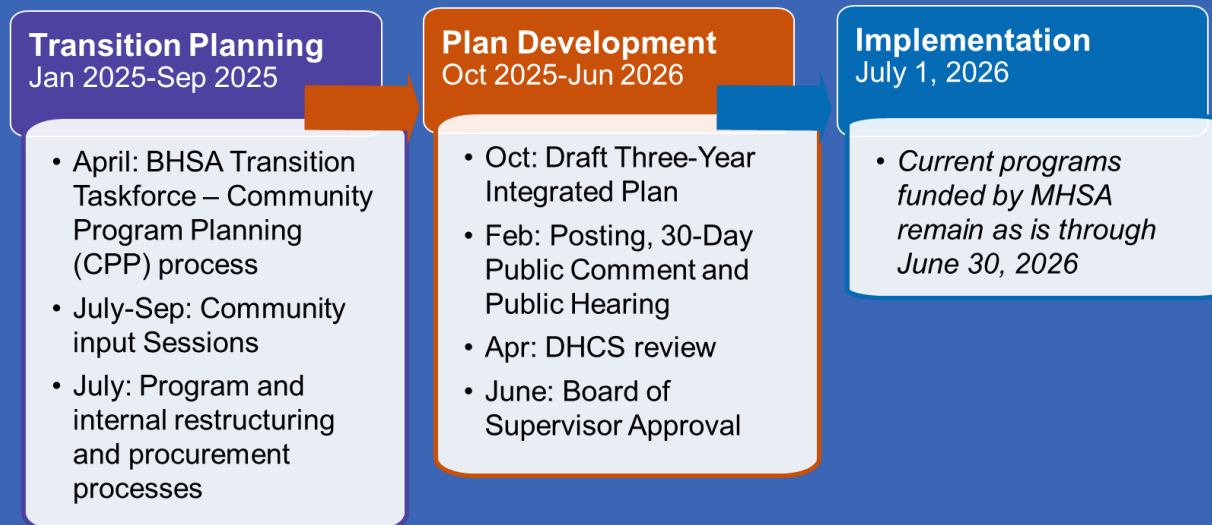 Transition Planning
Jan 2025-Sep 2025
• April: BHSA Transition
Taskforce – Community
Program Planning
(CPP) process
• July-Sep: Community
input Sessions
• July: Program and
internal restructuring
and procurement
processes
Plan Development
Oct 2025-Jun 2026
• Oct: Draft Three-Year
Integrated Plan
• Feb: Posting, 30-Day
Public Comment and
Public Hearing
• Apr: DHCS review
• June: Board of
Supervisor Approval
Implementation
July 1, 2026
• Current programs
funded by MHSA
remain as is through
June 30, 2026